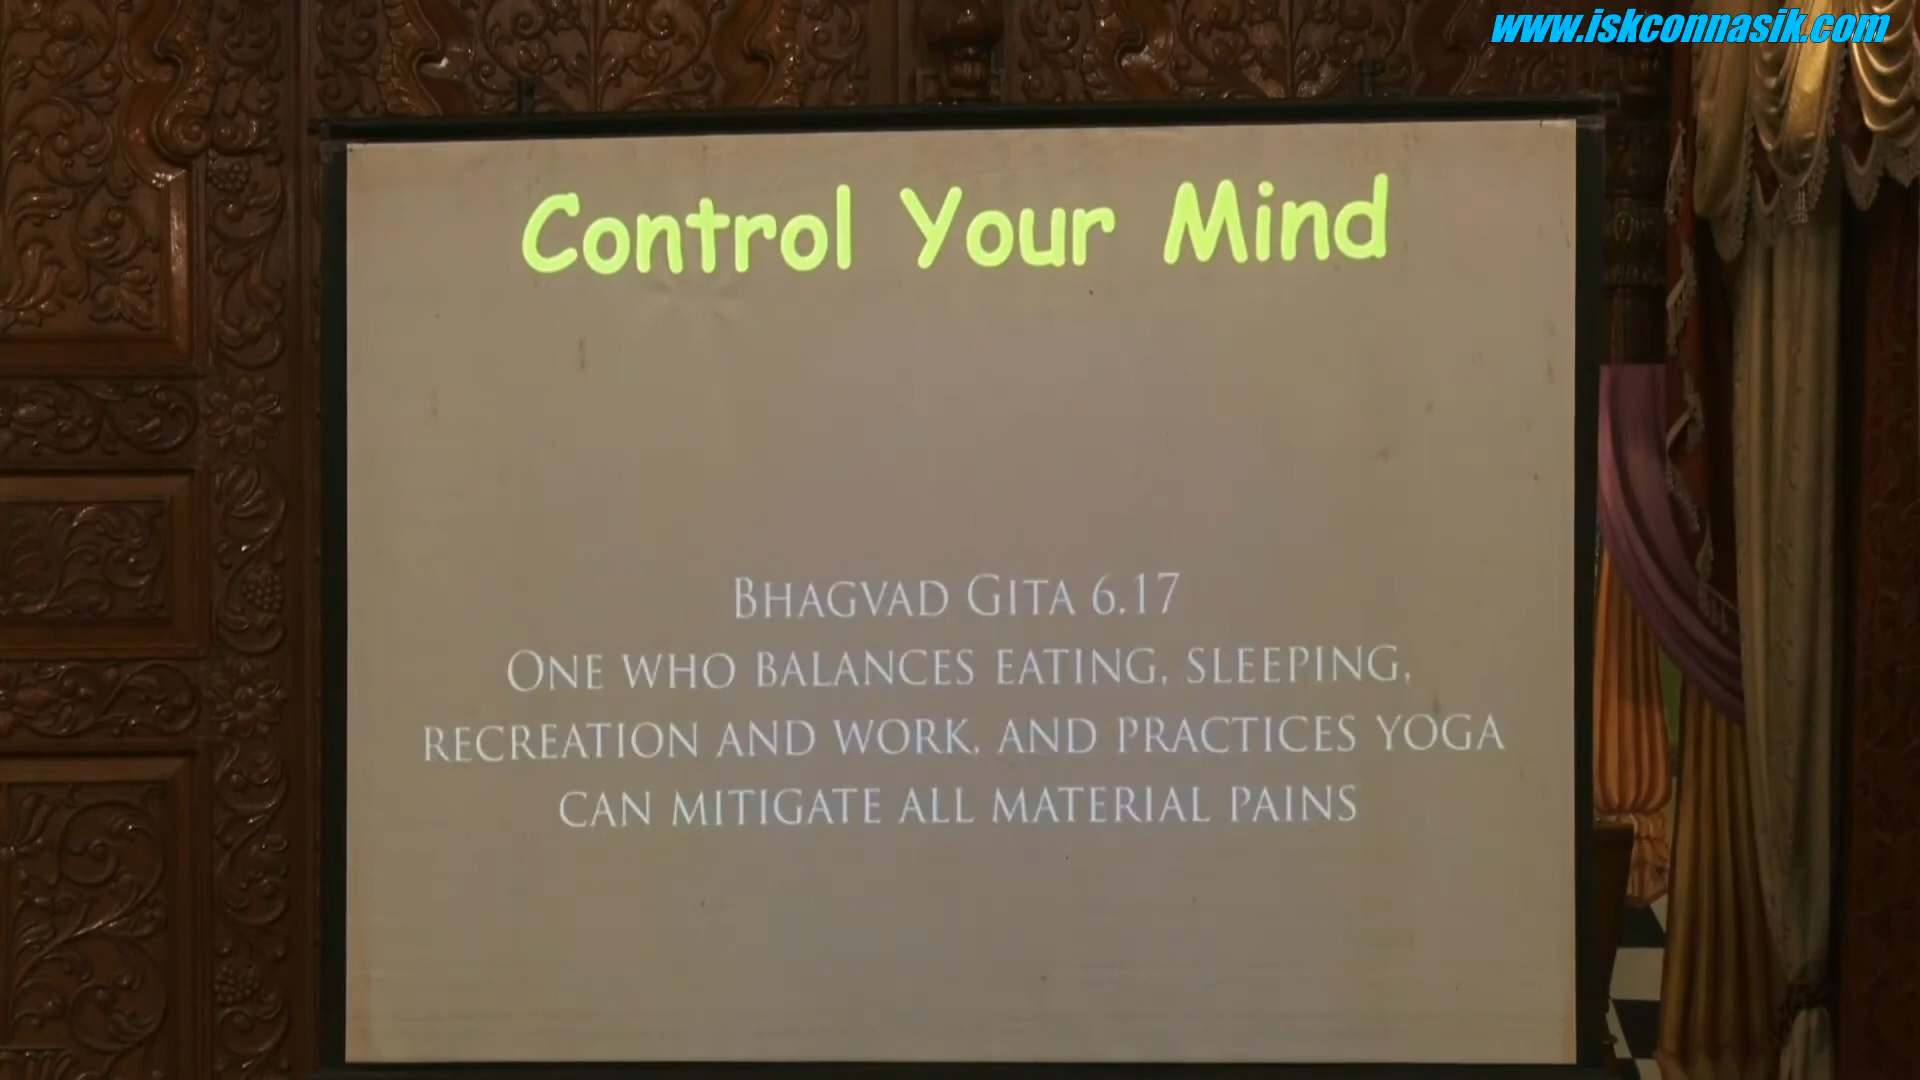 www.iskconnasik.com
Control Your Mind
BHAGVAD GITA 6.17
ONE WHO BALANCES EATING, SLEEPING,
RECREATION AND WORK, AND PRACTICES YOGA
CAN MITIGATE ALL MATERIAL PAINS